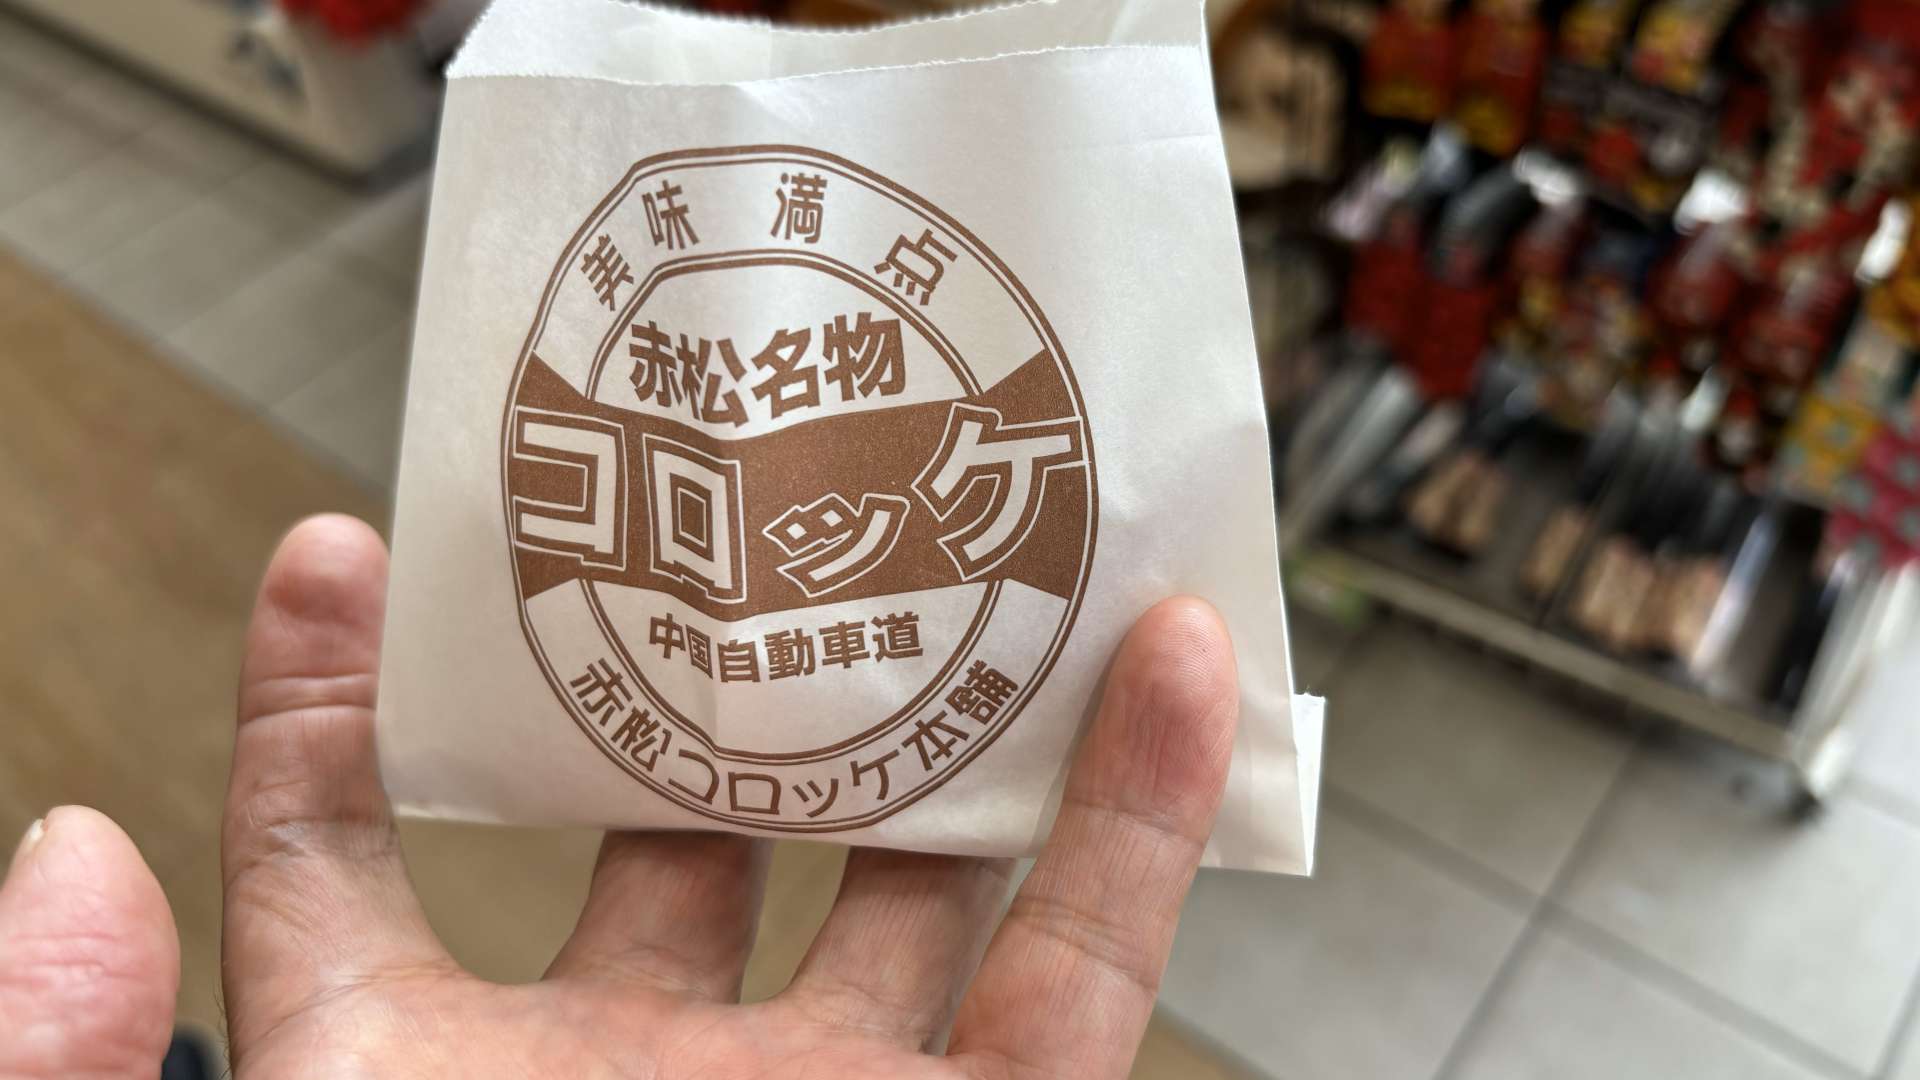 美味満点
赤松名物
コロッケ
中国自動車道
赤松コロッケ本舗